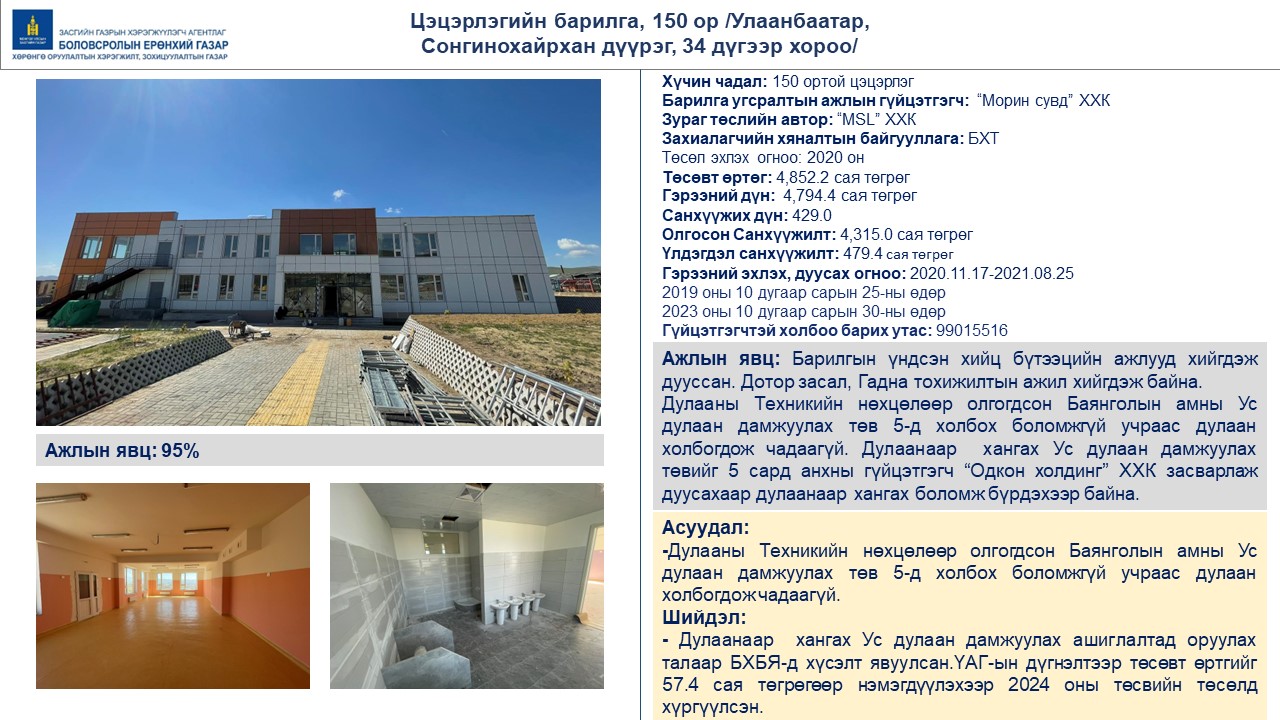 ЗАСГИЙН ГАЗРЫН ХЭРЭГЖҮҮЛЭГЧ АГЕНТЛАГ
БОЛОВСРОЛЫН ЕРӨНХИЙ ГАЗАР
ХӨРӨНГӨ ОРУУЛАЛТЫН ХЭРЭГЖИЛТ, ЗОХИЦУУЛАЛТЫН ГАЗАР
Цэцэрлэгийн барилга, 150 ор /Улаанбаатар,
Сонгинохайрхан дүүрэг, 34 дүгээр хороо/
Ажлын явц: 95%
Хүчин чадал: 150 ортой цэцэрлэг
Барилга угсралтын ажлын гүйцэтгэгч: “Морин сувд” ХХК
Зураг төслийн автор: “MSL” ХХК
Захиалагчийн хяналтын байгууллага: БХТ
Төсөл эхлэх огноо: 2020 он
Төсөвт өртөг: 4,852.2 сая төгрөг
Гэрээний дүн: 4,794.4 сая төгрөг
Санхүүжих дүн: 429.0
Олгосон Санхүүжилт: 4,315.0 сая төгрөг
Үлдэгдэл санхүүжилт: 479.4 сая төгрөг
Гэрээний эхлэх, дуусах огноо: 2020.11.17-2021.08.25
2019 оны 10 дугаар сарын 25-ны өдөр
2023 оны 10 дугаар сарын 30-ны өдөр
Гүйцэтгэгчтэй холбоо барих утас: 99015516
Ажлын явц: Барилгын үндсэн хийц бүтээцийн ажлууд хийгдэж
дууссан. Дотор засал, Гадна тохижилтын ажил хийгдэж байна.
Дулааны Техникийн нөхцөлөөр олгогдсон Баянголын амны Ус
дулаан дамжуулах төв 5-д холбох боломжгүй учраас дулаан
холбогдож чадаагүй. Дулаанаар хангах Ус дулаан дамжуулах
төвийг 5 сард анхны гүйцэтгэгч “Одкон холдинг” ХХК засварлаж
дуусахаар дулаанаар хангах боломж бүрдэхээр байна.
Асуудал:
-Дулааны Техникийн нөхцөлөөр олгогдсон Баянголын амны Ус
дулаан дамжуулах төв 5-д холбох боломжгүй учраас дулаан
холбогдож чадаагүй.
Шийдэл:
- Дулаанаар хангах Ус дулаан дамжуулах ашиглалтад оруулах
талаар БХБЯ-д хүсэлт явуулсан.ҮАГ-ын дүгнэлтээр төсөвт өртгийг
57.4 сая төгрөгөөр нэмэгдүүлэхээр 2024 оны төсвийн төсөлд
хүргүүлсэн.